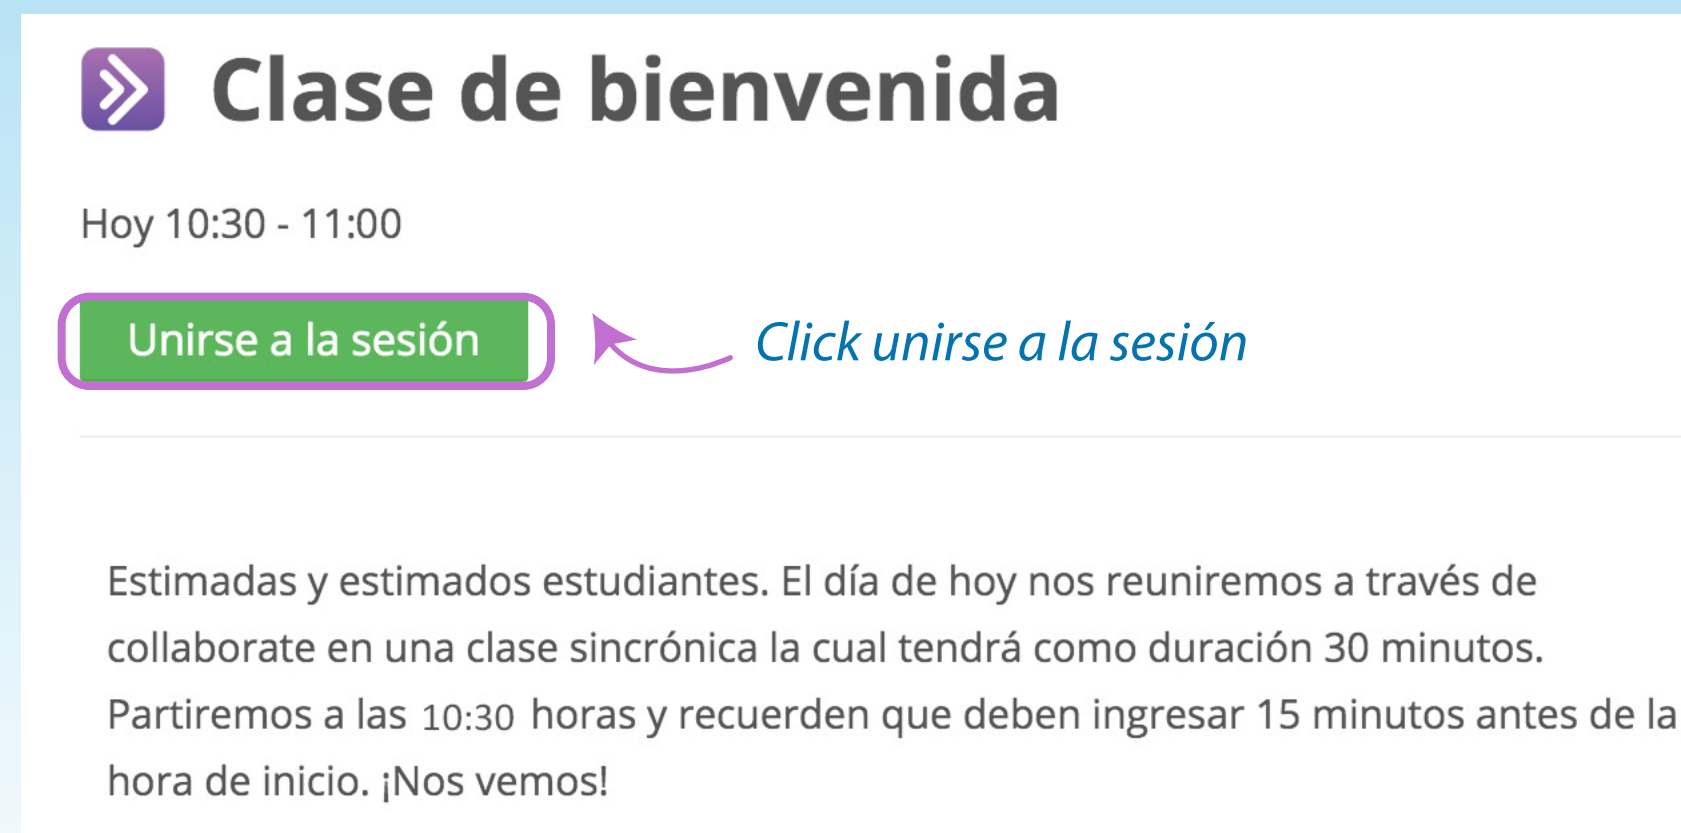 Clase de bienvenida
Hoy 10:30 - 11:00
Unirse a la sesión
Click unirse a la sesión
Estimadas y estimados estudiantes. El día de hoy nos reuniremos a través de
collaborate en una clase sincrónica la cual tendrá como duración 30 minutos.
Partiremos a las 10:30 horas y recuerden que deben ingresar 15 minutos antes de la
hora de inicio. ¡Nos vemos!